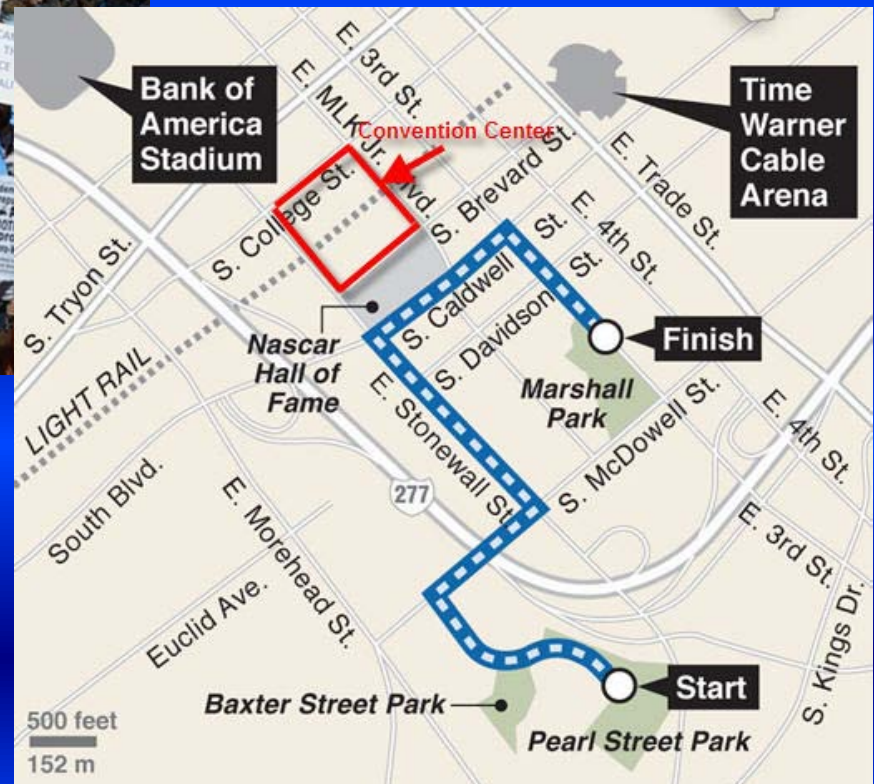 Bank of
America
Stadium
E. 3rd St.
E. MLK Jr. Blvd.
Convention Center
Time
Warner
Cable
Arena
E. Trade St.
S. Brevard St.
E. 4th St.
S. College St.
S. Tryon St.
S. Caldwell St.
S. Davidson St.
Finish
Nascar
Hall of
Fame
Marshall
Park
LIGHT RAIL
E. Stonewall St.
S. McDowell St.
E. 4th St.
277
South Blvd.
E. Morehead St.
E. 3rd St.
Euclid Ave.
S. Kings Dr.
Start
Baxter Street Park
Pearl Street Park
500 feet
152 m